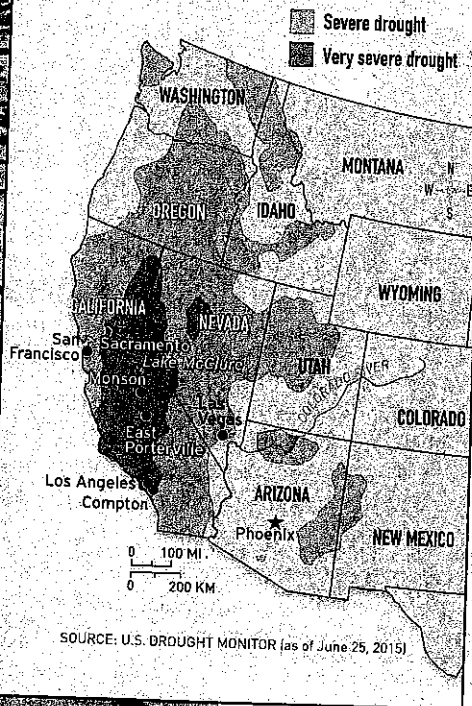 Severe drought
Very severe drought
WASHINGTON
MONTANA
N
W E
S
OREGON
IDAHO
WYOMING
CALIFORNIA
NEVADA
San
Francisco
Sacramento
Lake McClure
UTAH
COLORADO RIVER
Monson
Las
Vegas
COLORADO
East
Porterville
Los Angeles
Compton
ARIZONA
Phoenix
NEW MEXICO
0 100 MI.
0 200 KM
SOURCE: U.S. DROUGHT MONITOR (as of June 25, 2015)